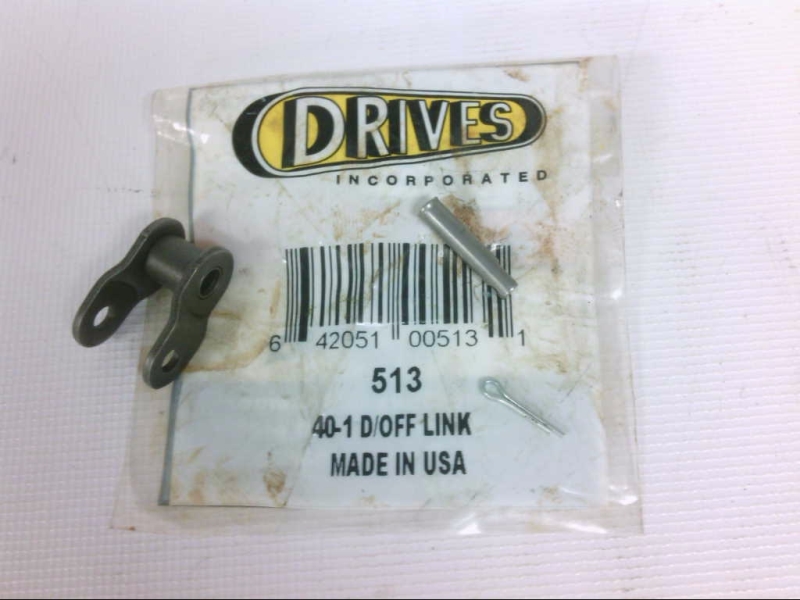 DRIVES
INCORPORATED
6 42051 00513 1
513
40-1 D/OFF LINK
MADE IN USA